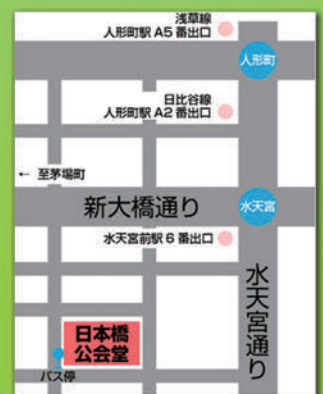 浅草線
人形町駅 A5 番出口
人形町
日比谷線
人形町駅 A2 番出口
← 至茅場町
新大橋通り
水天宮
水天宮前駅 6 番出口
水天宮通り
日本橋
公会堂
バス停